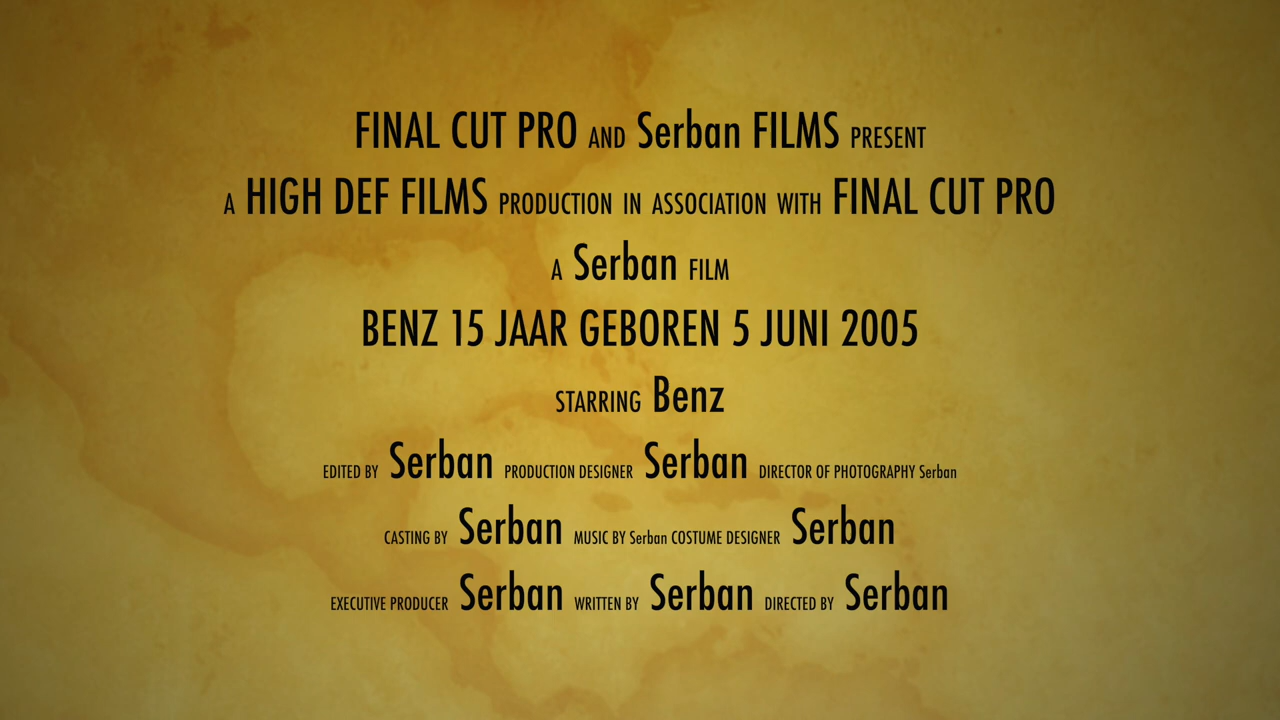 FINAL CUT PRO AND Serban FILMS PRESENT
A HIGH DEF FILMS PRODUCTION IN ASSOCIATION WITH FINAL CUT PRO
A Serban FILM
BENZ 15 JAAR GEBOREN 5 JUNI 2005
STARRING Benz
EDITED BY Serban PRODUCTION DESIGNER Serban DIRECTOR OF PHOTOGRAPHY Serban
CASTING BY Serban MUSIC BY Serban COSTUME DESIGNER Serban
EXECUTIVE PRODUCER Serban WRITTEN BY Serban DIRECTED BY Serban